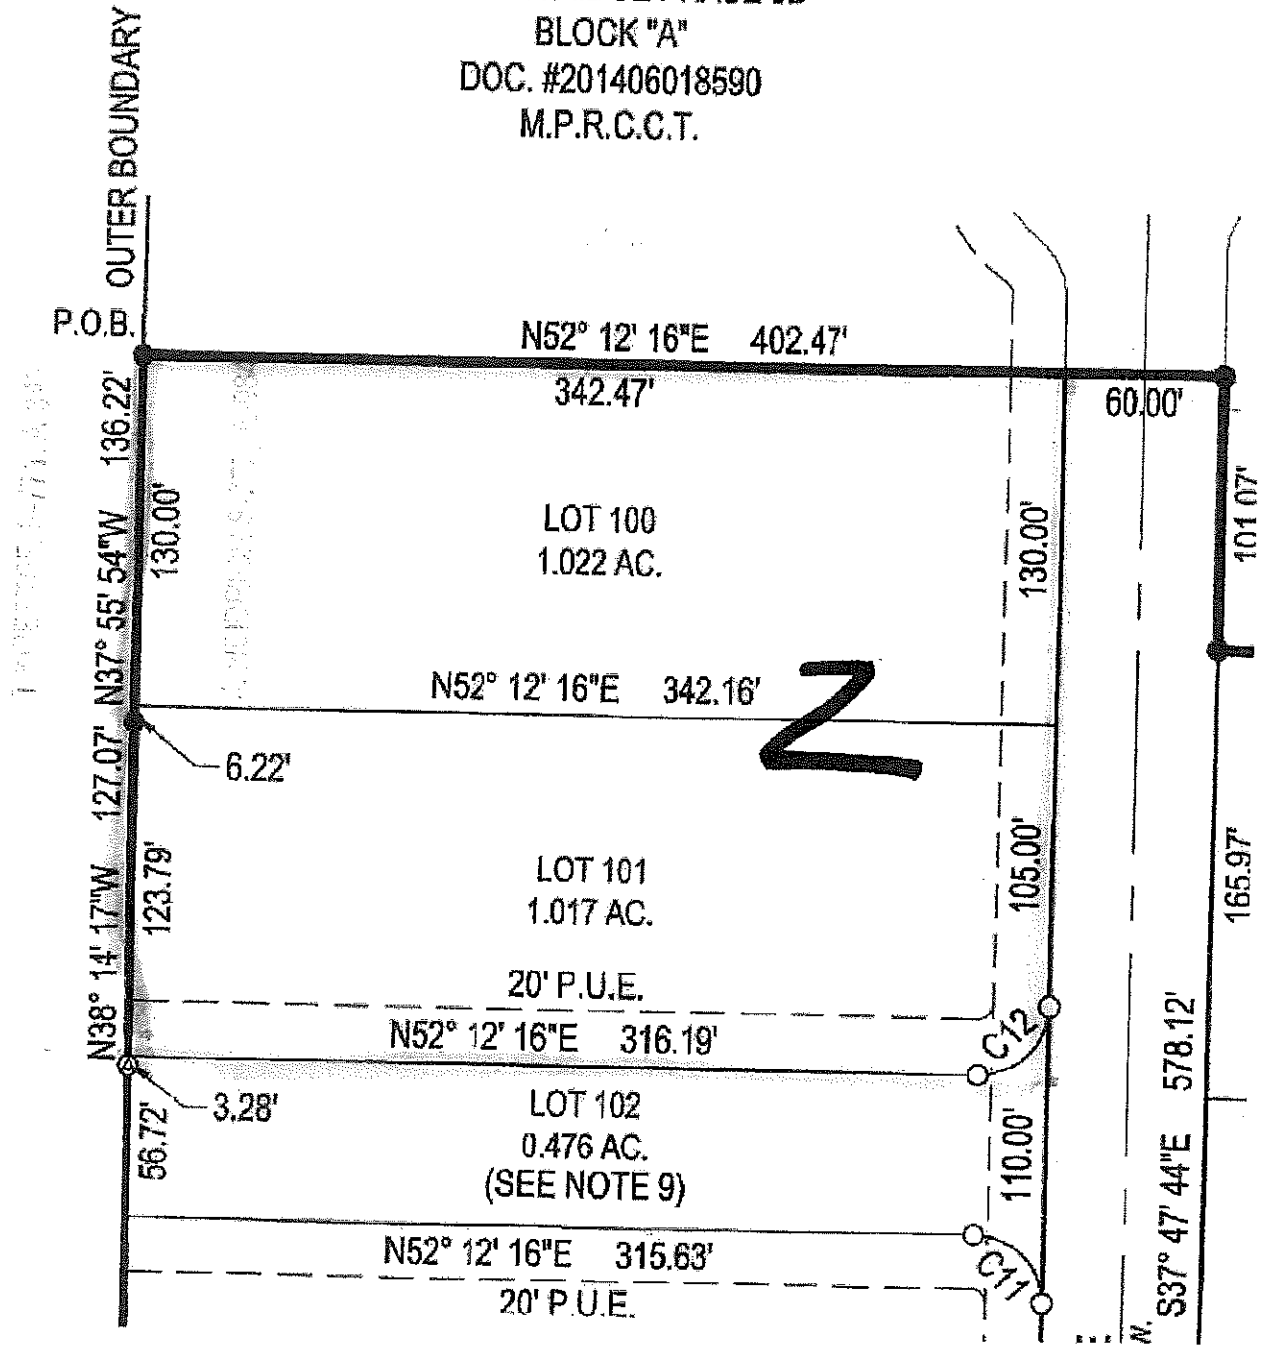 BLOCK "A"
DOC. #201406018590
M.P.R.C.C.T.
OUTER BOUNDARY
P.O.B.
N52° 12' 16"E 402.47'
342.47'
60.00'
N37° 55' 54"W 136.22'
130.00'
LOT 100
1.022 AC.
130.00'
101.07'
N52° 12' 16"E 342.16'
Z
6.22'
N38° 14' 17"W 127.07'
123.79'
LOT 101
1.017 AC.
105.00'
165.97'
20' P.U.E.
N52° 12' 16"E 316.19'
C12
3.28'
56.72'
LOT 102
0.476 AC.
(SEE NOTE 9)
110.00'
S37° 47' 44"E 578.12'
N52° 12' 16"E 315.63'
C11
20' P.U.E.
N.